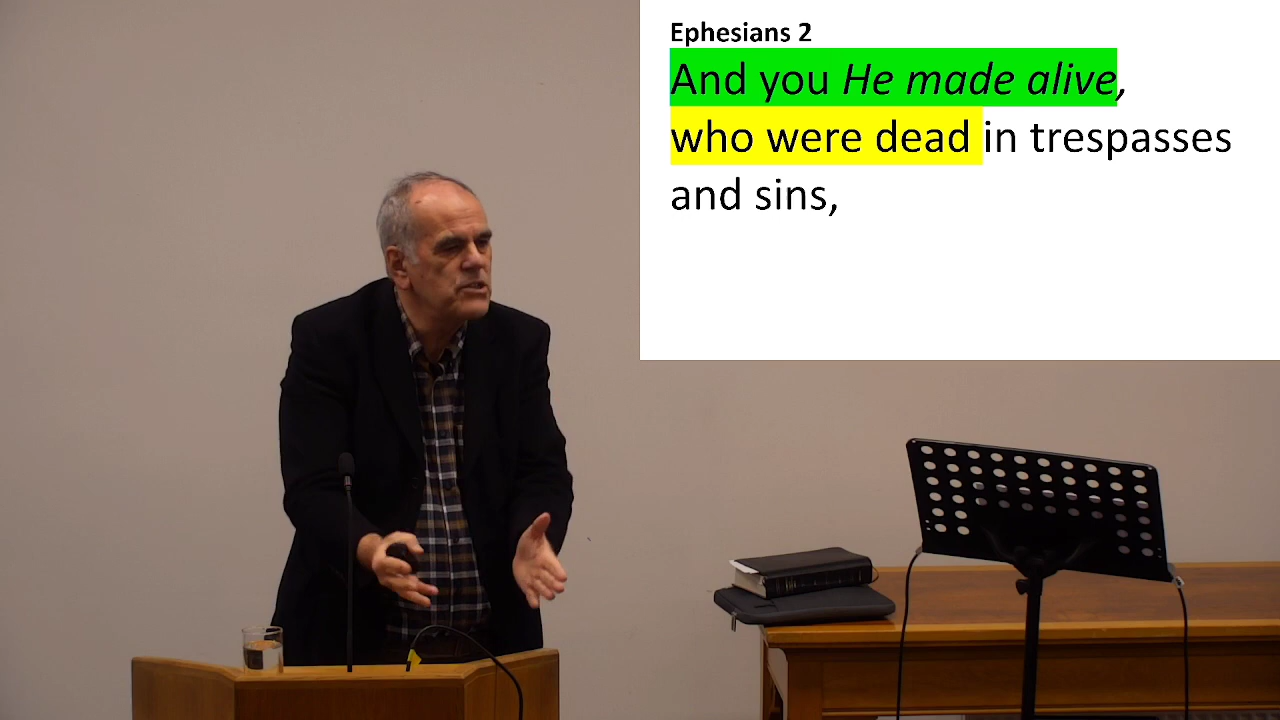 Ephesians 2
And you He made alive,
who were dead in trespasses
and sins,